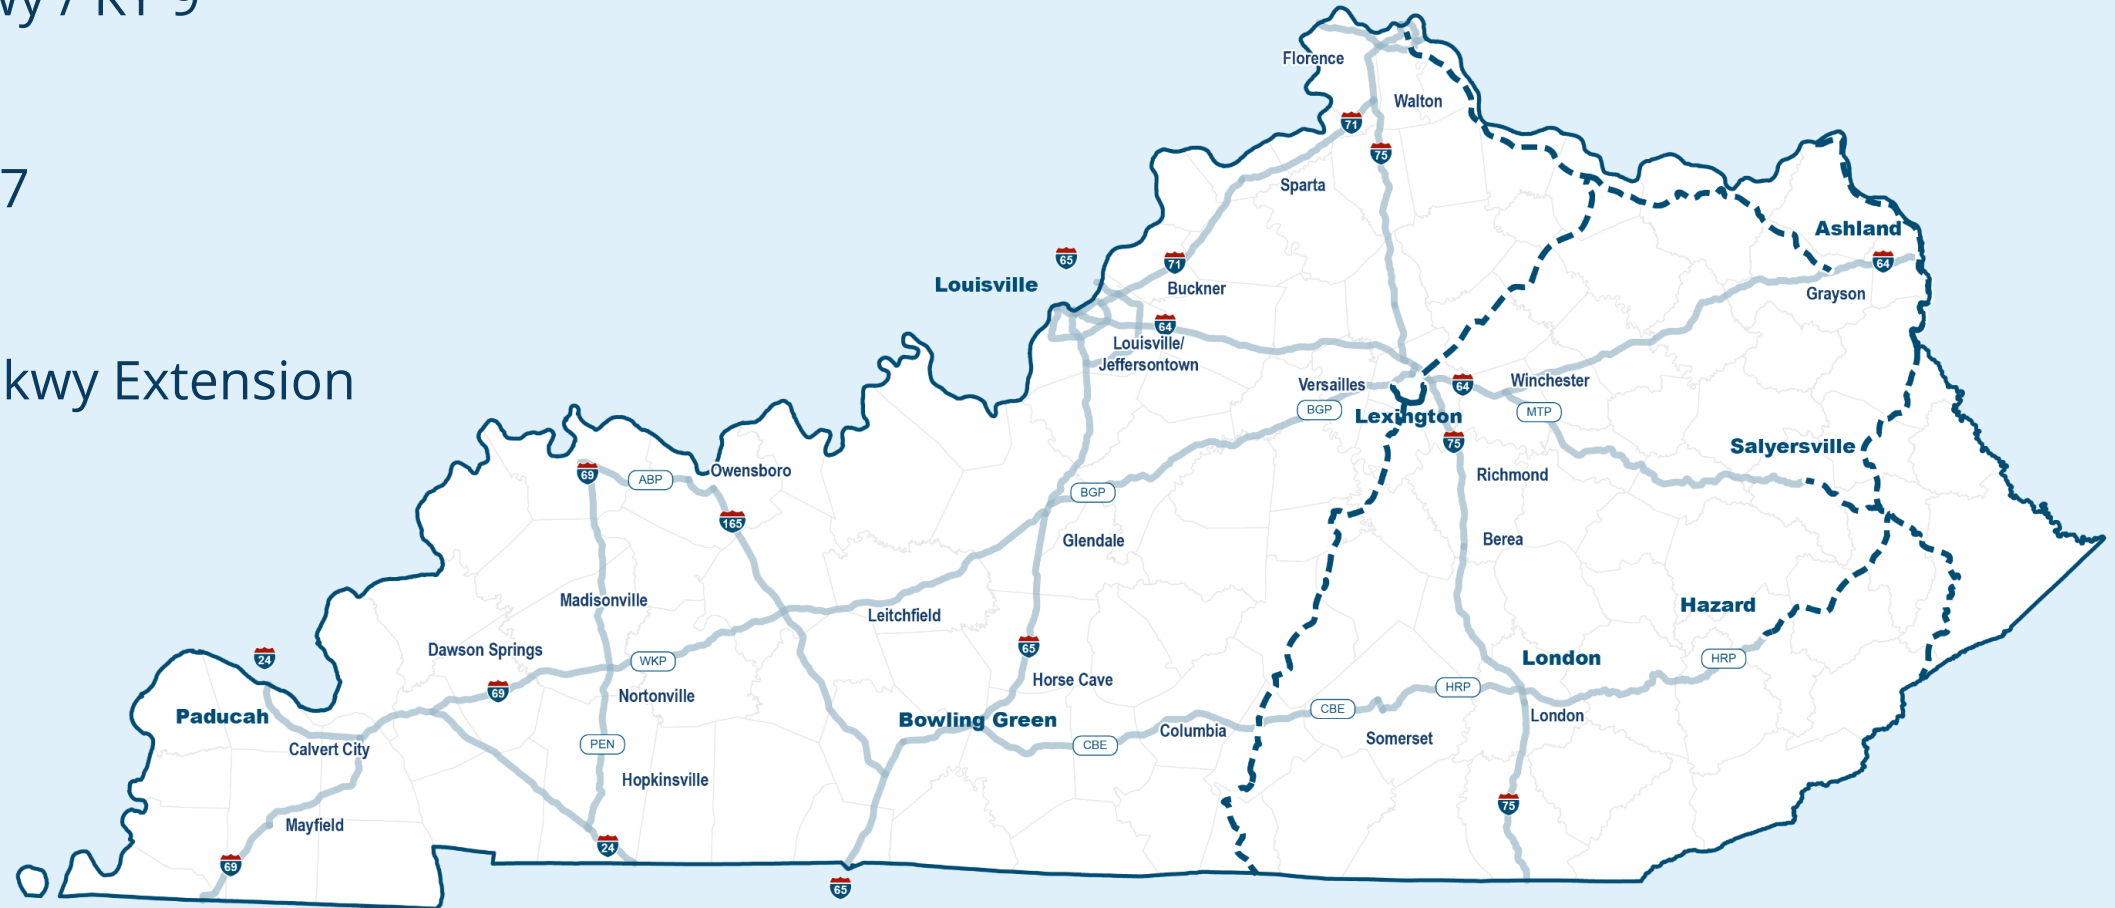 wy / KY 9
7
kwy Extension
Florence
Walton
71
75
Sparta
Ashland
65
71
64
Louisville
Buckner
Grayson
64
Louisville/
Jeffersontown
Versailles
64
Winchester
BGP
Lexington
MTP
75
Salyersville
69
ABP
Owensboro
Richmond
BGP
165
Glendale
Berea
Madisonville
Leitchfield
Hazard
Dawson Springs
24
WKP
65
London
HRP
69
Nortonville
Horse Cave
HRP
Paducah
Bowling Green
CBE
London
Calvert City
PEN
CBE
Columbia
Somerset
Hopkinsville
75
Mayfield
24
69
65